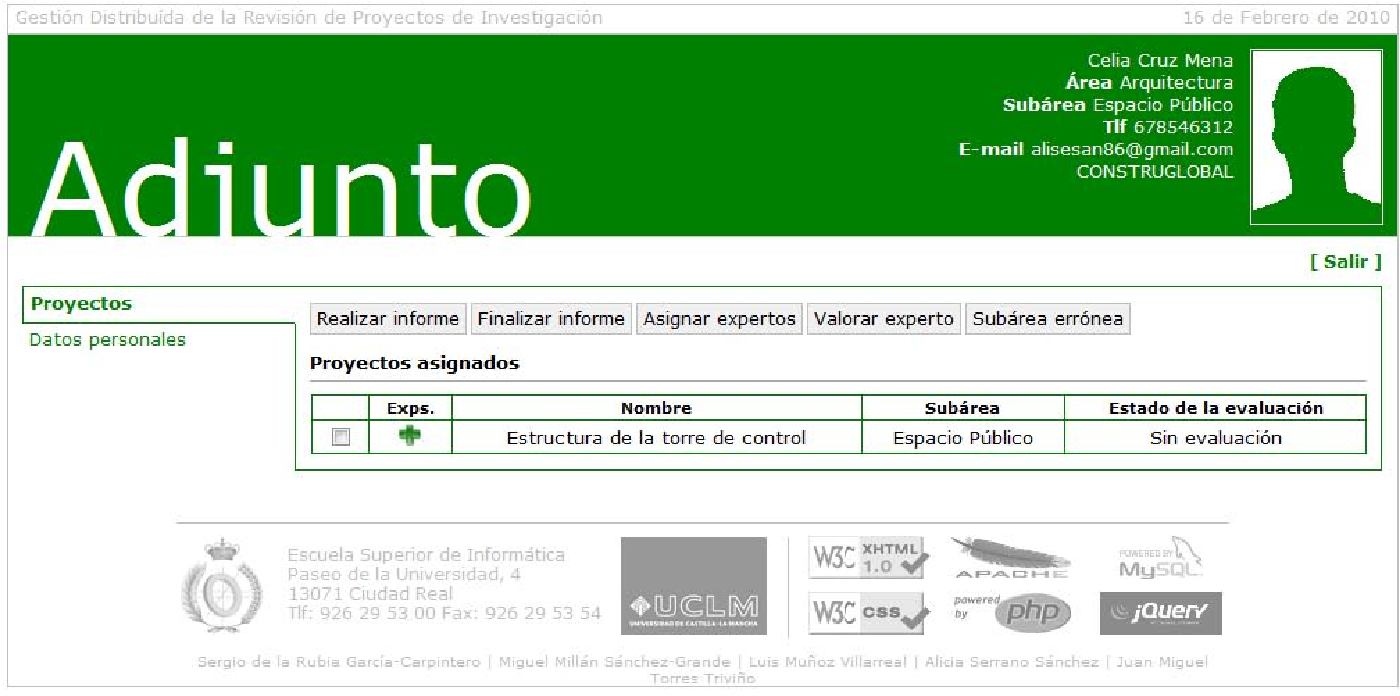 Gestión Distribuída de la Revisión de Proyectos de Investigación 16 de Febrero de 2010
Celia Cruz Mena
Área Arquitectura
Subárea Espacio Público
Tlf 678546312
E-mail alisesan86@gmail.com
CONSTRUGLOBAL
Adjunto
[ Salir ]
Proyectos
Datos personales
Realizar informe Finalizar informe Asignar expertos Valorar experto Subárea errónea
Proyectos asignados
Exps. Nombre Subárea Estado de la evaluación
Estructura de la torre de control Espacio Público Sin evaluación
Escuela Superior de Informática
Paseo de la Universidad, 4
13071 Ciudad Real
Tlf: 926 29 53 00 Fax: 926 29 53 54
UCLM
UNIVERSIDAD DE CASTILLA-LA MANCHA
W3C XHTML 1.0
APACHE
POWERED BY MySQL
W3C CSS
powered by php
jQuery
Sergio de la Rubia García-Carpintero | Miguel Millán Sánchez-Grande | Luis Muñoz Villarreal | Alicia Serrano Sánchez | Juan Miguel
Torres Triviño